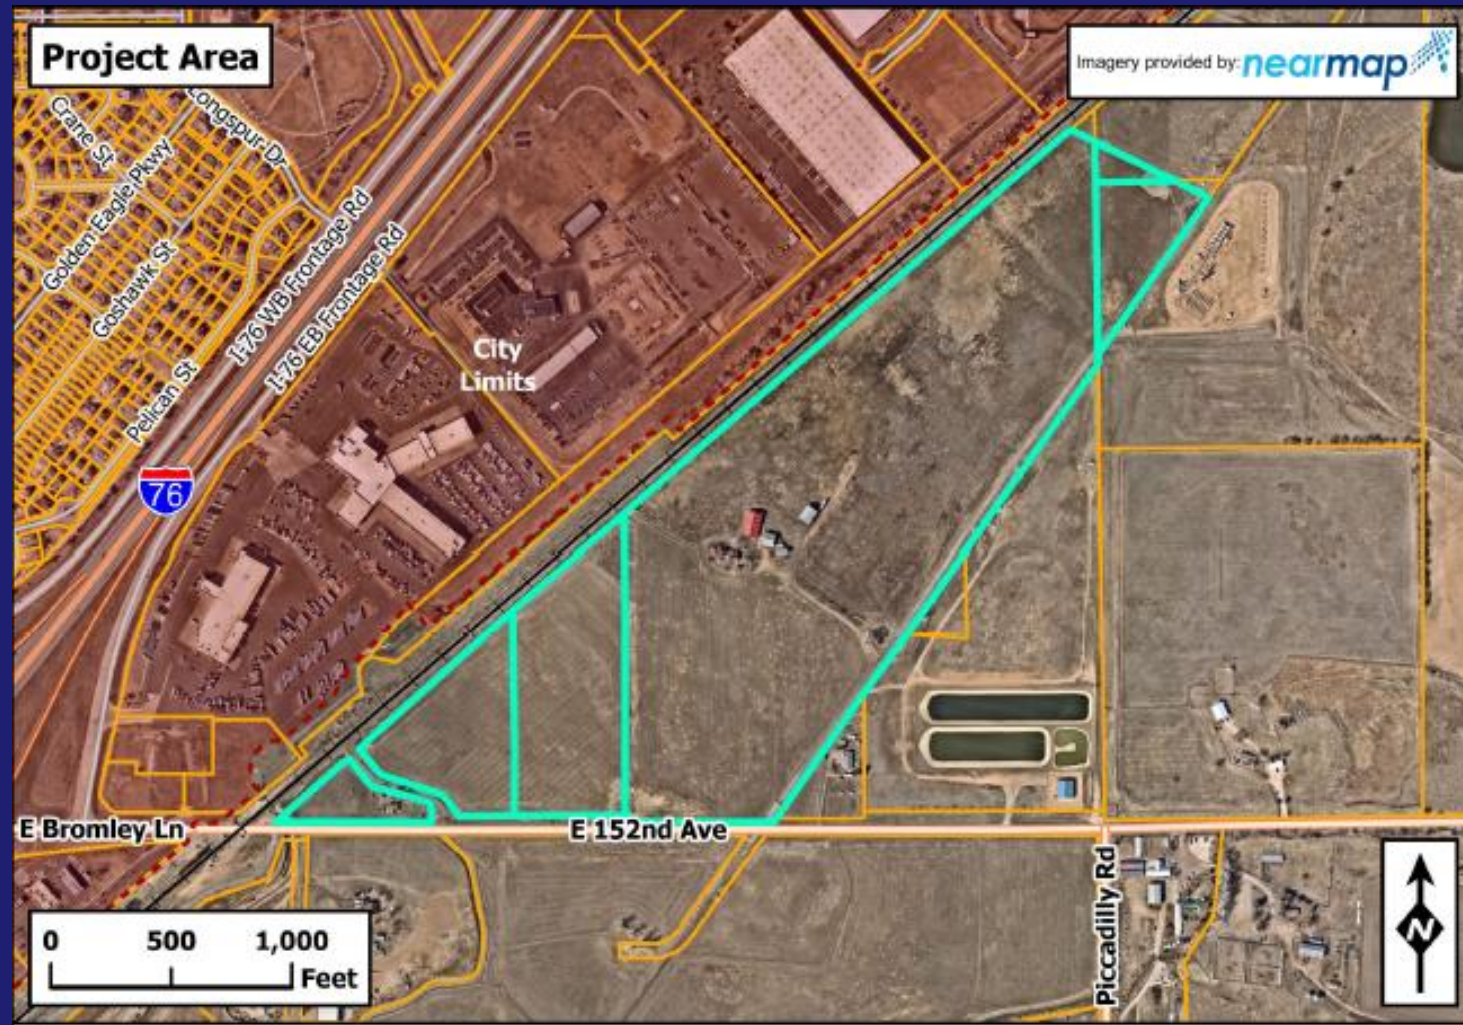 Project Area
Imagery provided by: nearmap
Crane St
Longspur Dr
Golden Eagle Pkwy
Goshawk St
Pelican St
I-76 WB Frontage Rd
I-76 EB Frontage Rd
City
Limits
76
E Bromley Ln
E 152nd Ave
Piccadilly Rd
0 500 1,000
Feet
N